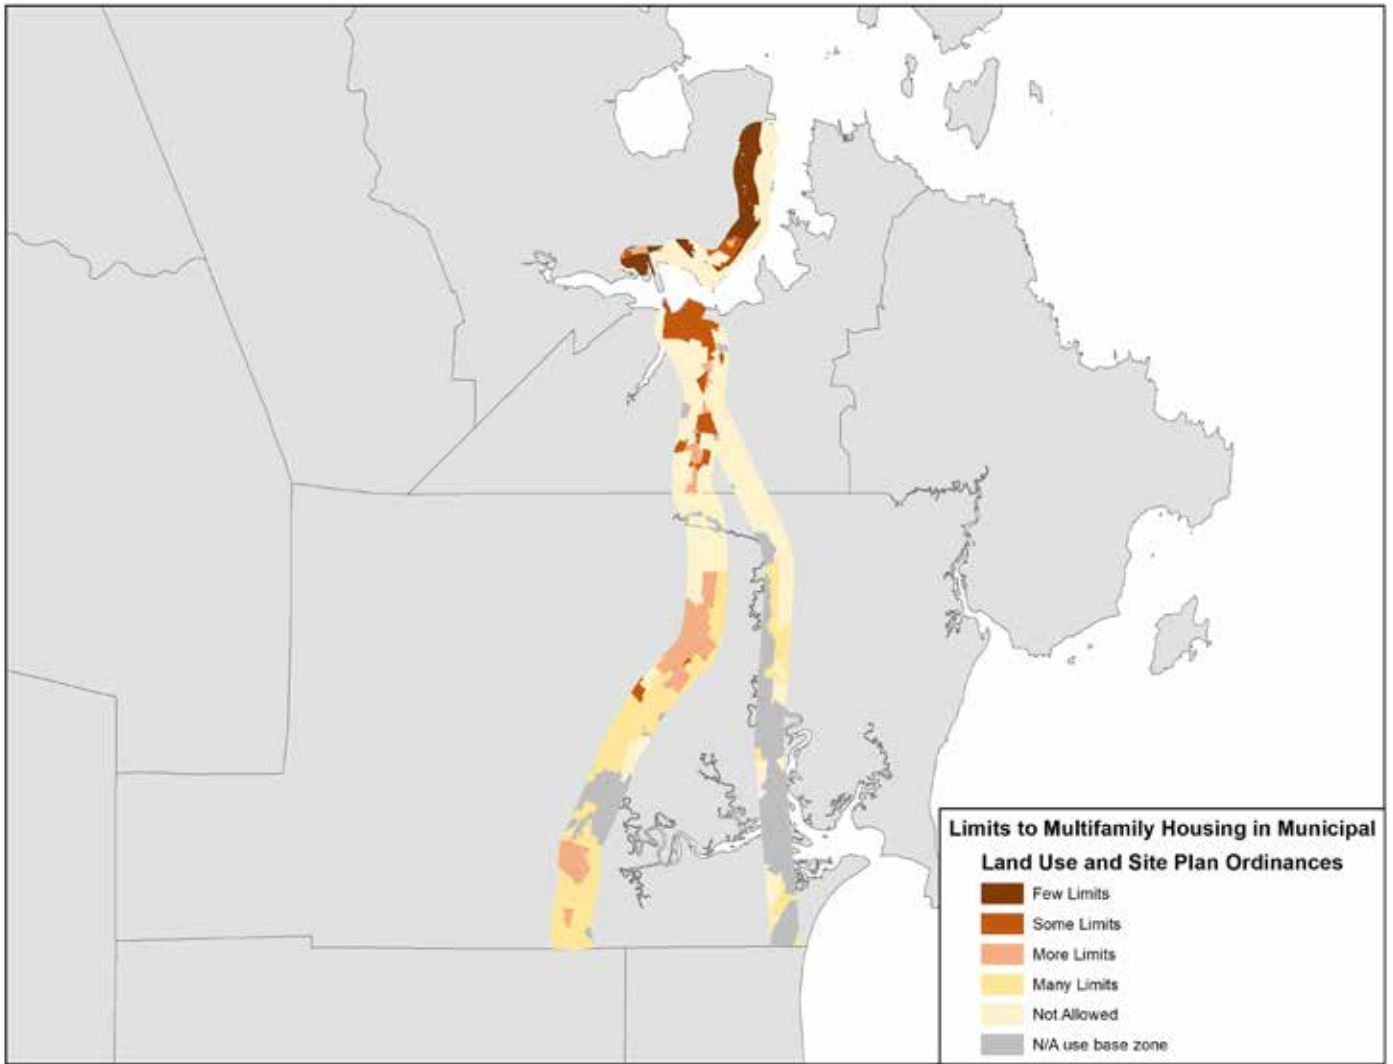 Limits to Multifamily Housing in Municipal
Land Use and Site Plan Ordinances
Few Limits
Some Limits
More Limits
Many Limits
Not Allowed
N/A use base zone